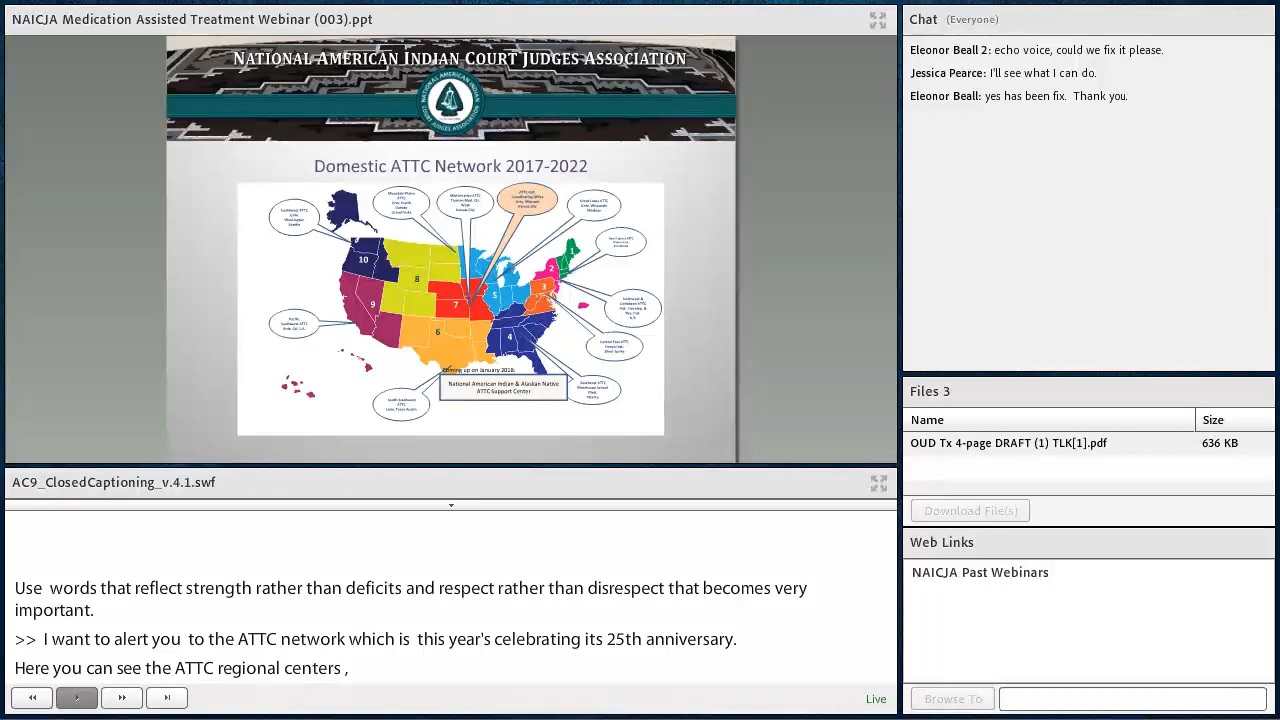 NAICJA Medication Assisted Treatment Webinar (003).ppt
NATIONAL AMERICAN INDIAN COURT JUDGES ASSOCIATION
Domestic ATTC Network 2017-2022
10
8
9
7
6
5
4
3
2
1
Coming up on January 2018:
National American Indian & Alaskan Native
ATTC Support Center
AC9_ClosedCaptioning_v.4.1.swf
Use words that reflect strength rather than deficits and respect rather than disrespect that becomes very
important.
>> I want to alert you to the ATTC network which is this year's celebrating its 25th anniversary.
Here you can see the ATTC regional centers ,
Live
Chat (Everyone)
Eleonor Beall 2: echo voice, could we fix it please.
Jessica Pearce: I'll see what I can do.
Eleonor Beall: yes has been fix. Thank you.
Files 3
Name Size
OUD Tx 4-page DRAFT (1) TLK[1].pdf 636 KB
Download File(s)
Web Links
NAICJA Past Webinars
Browse To